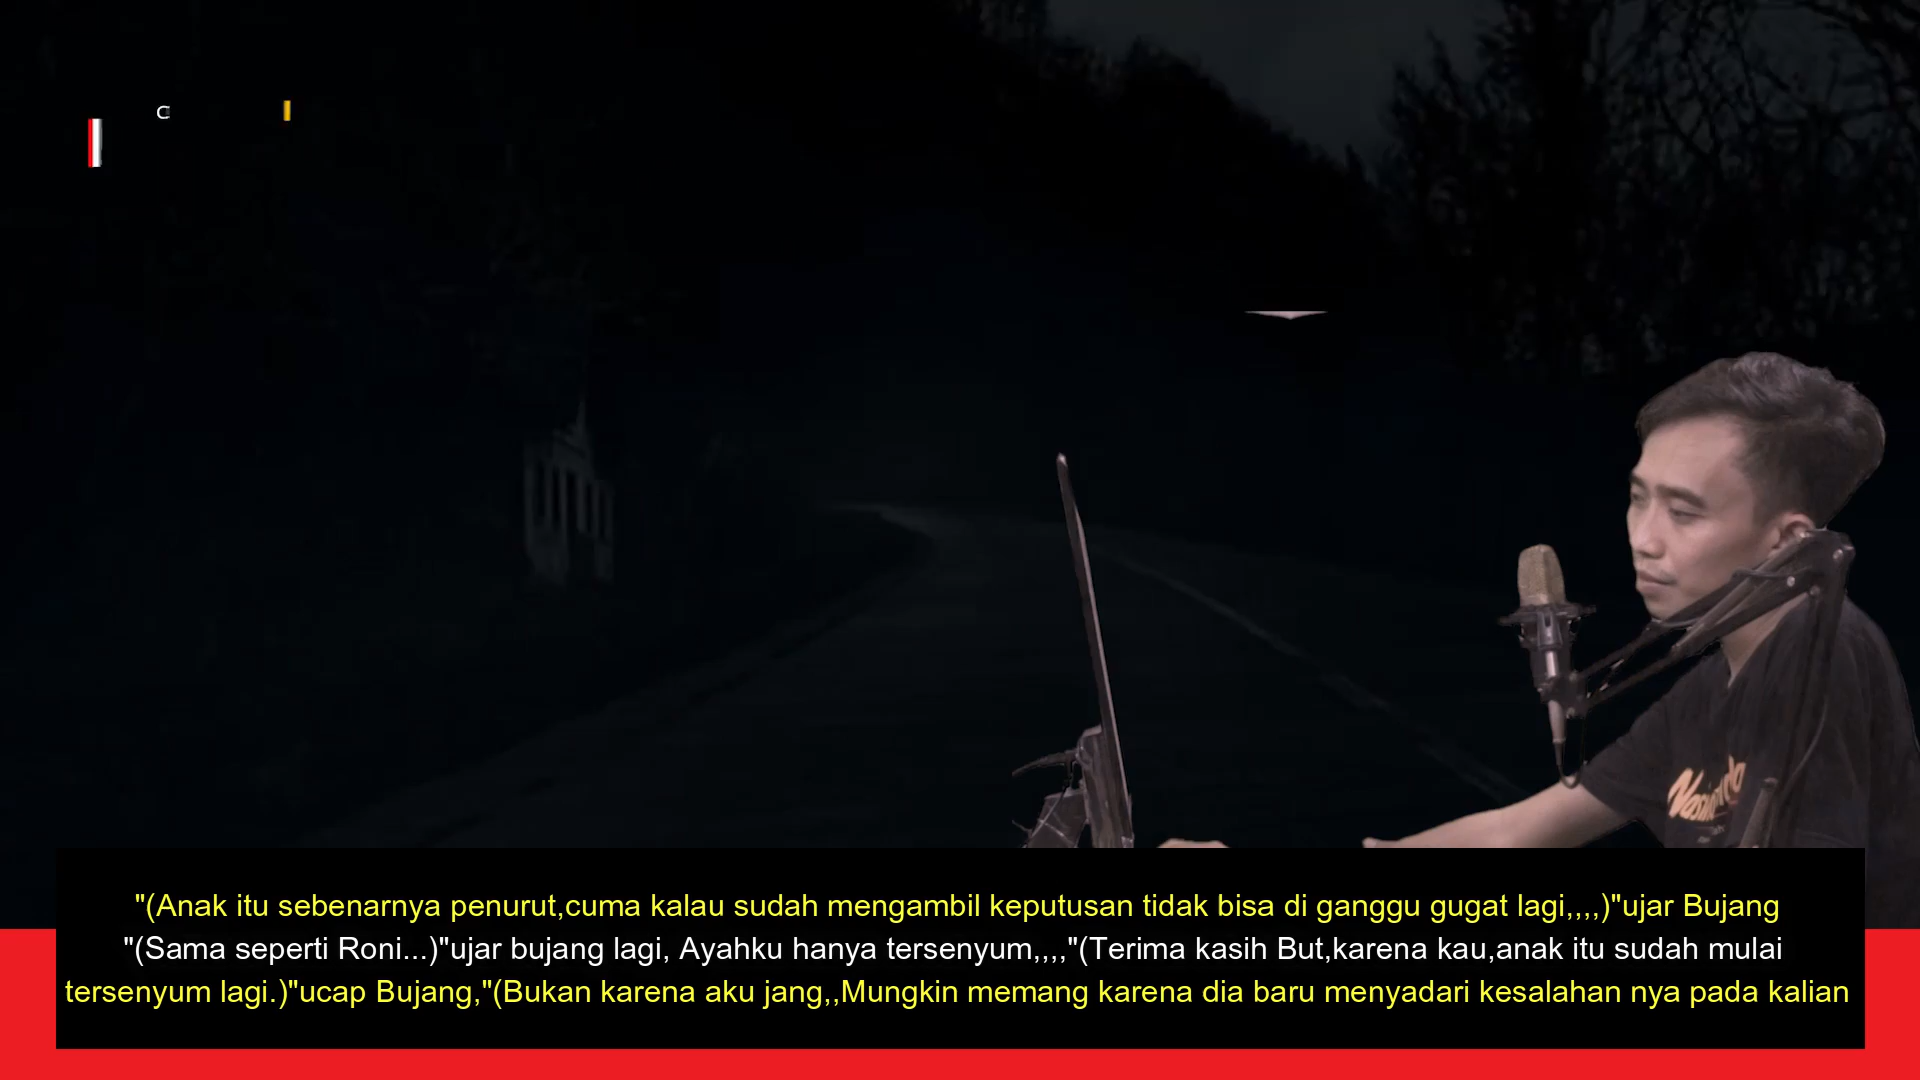 "(Anak itu sebenarnya penurut,cuma kalau sudah mengambil keputusan tidak bisa di ganggu gugat lagi,,,,)"ujar Bujang
"(Sama seperti Roni...)"ujar bujang lagi, Ayahku hanya tersenyum,,,,"(Terima kasih But,karena kau,anak itu sudah mulai
tersenyum lagi.)"ucap Bujang,"(Bukan karena aku jang,,Mungkin memang karena dia baru menyadari kesalahan nya pada kalian